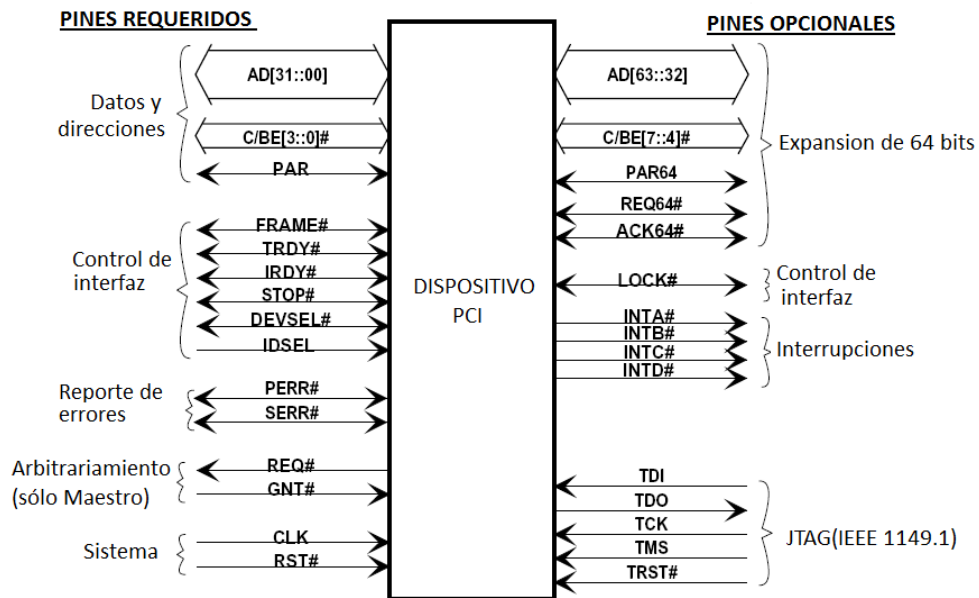 PINES REQUERIDOS
AD[31::00]
Datos y
direcciones
C/BE[3::0]#
PAR
FRAME#
TRDY#
Control de
interfaz
IRDY#
STOP#
DEVSEL#
IDSEL
Reporte de
errores
PERR#
SERR#
Arbitrariamiento
(sólo Maestro)
REQ#
GNT#
Sistema
CLK
RST#
DISPOSITIVO
PCI
PINES OPCIONALES
AD[63::32]
C/BE[7::4]#
Expansion de 64 bits
PAR64
REQ64#
ACK64#
LOCK#
Control de
interfaz
INTA#
INTB#
INTC#
INTD#
Interrupciones
TDI
TDO
TCK
TMS
TRST#
JTAG(IEEE 1149.1)